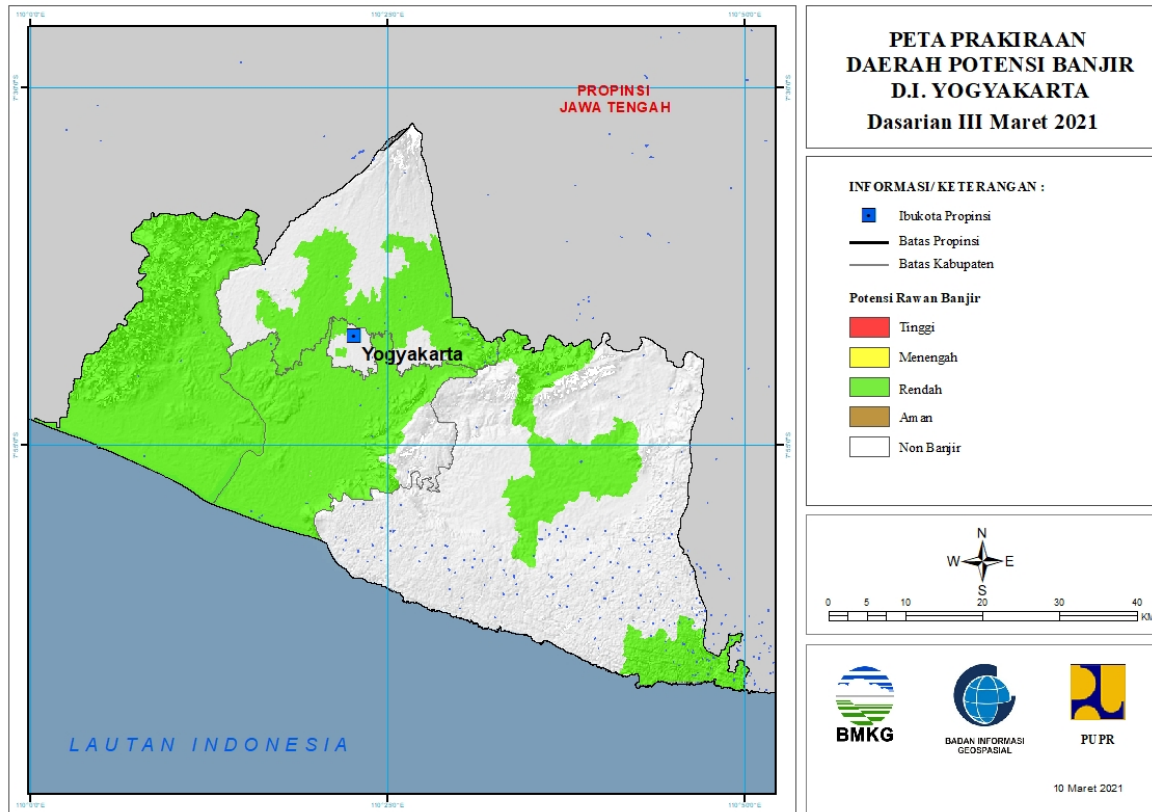 PETA PRAKIRAAN
DAERAH POTENSI BANJIR
D.I. YOGYAKARTA
Dasarian III Maret 2021
INFORMASI/ KETERANGAN :
Ibukota Propinsi
Batas Propinsi
Batas Kabupaten
Potensi Rawan Banjir
Tinggi
Menengah
Rendah
Aman
Non Banjir
PROPINSI
JAWA TENGAH
Yogyakarta
LAUTAN INDONESIA
N
W E
S
0 5 10 20 30 40
KM
BMKG
BADAN INFORMASI
GEOSPASIAL
PUPR
10 Maret 2021